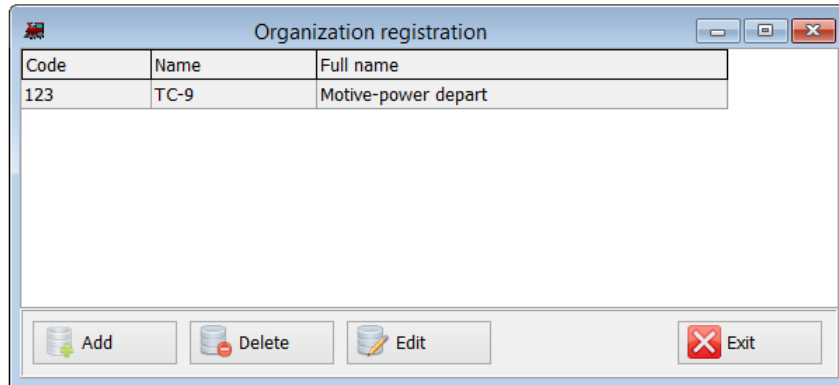 Organization registration
Code Name Full name
123 TC-9 Motive-power depart
Add Delete Edit Exit